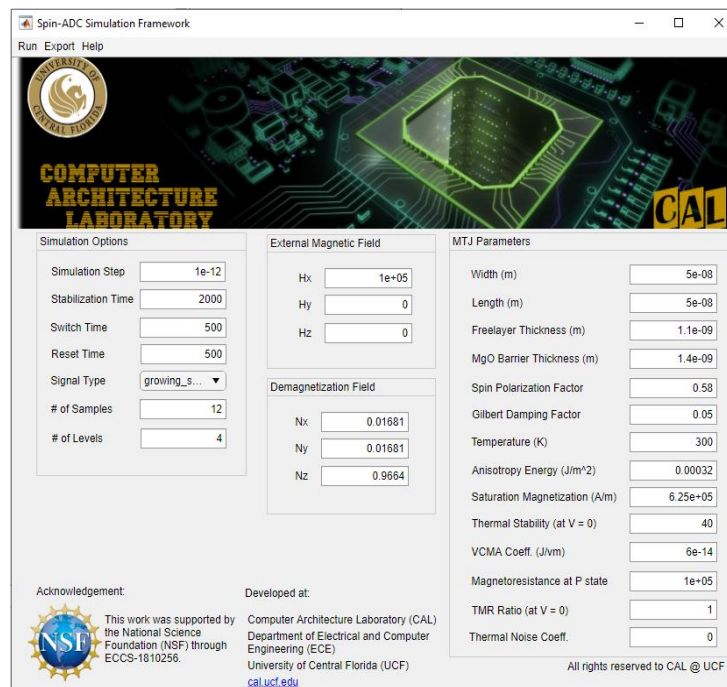 Spin-ADC Simulation Framework
Run Export Help
UNIVERSITY OF
CENTRAL FLORIDA
COMPUTER
ARCHITECTURE
LABORATORY
CAL
Simulation Options
Simulation Step 1e-12
Stabilization Time 2000
Switch Time 500
Reset Time 500
Signal Type growing_s...
# of Samples 12
# of Levels 4
External Magnetic Field
Hx 1e+05
Hy 0
Hz 0
Demagnetization Field
Nx 0.01681
Ny 0.01681
Nz 0.9664
MTJ Parameters
Width (m) 5e-08
Length (m) 5e-08
Freelayer Thickness (m) 1.1e-09
MgO Barrier Thickness (m) 1.4e-09
Spin Polarization Factor 0.58
Gilbert Damping Factor 0.05
Temperature (K) 300
Anisotropy Energy (J/m^2) 0.00032
Saturation Magnetization (A/m) 6.25e+05
Thermal Stability (at V = 0) 40
VCMA Coeff. (J/vm) 6e-14
Magnetoresistance at P state 1e+05
TMR Ratio (at V = 0) 1
Thermal Noise Coeff. 0
Acknowledgement:
NSF
This work was supported by
the National Science
Foundation (NSF) through
ECCS-1810256.
Developed at:
Computer Architecture Laboratory (CAL)
Department of Electrical and Computer
Engineering (ECE)
University of Central Florida (UCF)
cal.ucf.edu
All rights reserved to CAL @ UCF